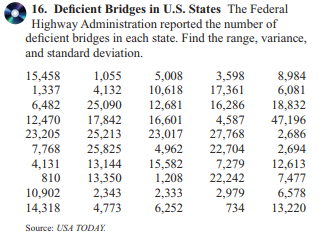 16. Deficient Bridges in U.S. States The Federal
Highway Administration reported the number of
deficient bridges in each state. Find the range, variance,
and standard deviation.
15,458 1,055 5,008 3,598 8,984
1,337 4,132 10,618 17,361 6,081
6,482 25,090 12,681 16,286 18,832
12,470 17,842 16,601 4,587 47,196
23,205 25,213 23,017 27,768 2,686
7,768 25,825 4,962 22,704 2,694
4,131 13,144 15,582 7,279 12,613
810 13,350 1,208 22,242 7,477
10,902 2,343 2,333 2,979 6,578
14,318 4,773 6,252 734 13,220
Source: USA TODAY.